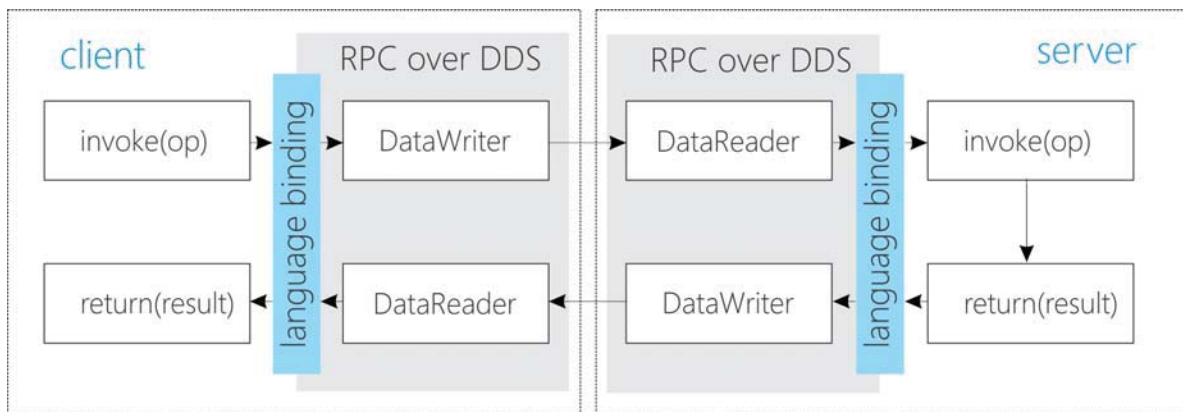 client
RPC over DDS
RPC over DDS
server
invoke(op)
language binding
DataWriter
DataReader
language binding
invoke(op)
return(result)
DataReader
DataWriter
return(result)